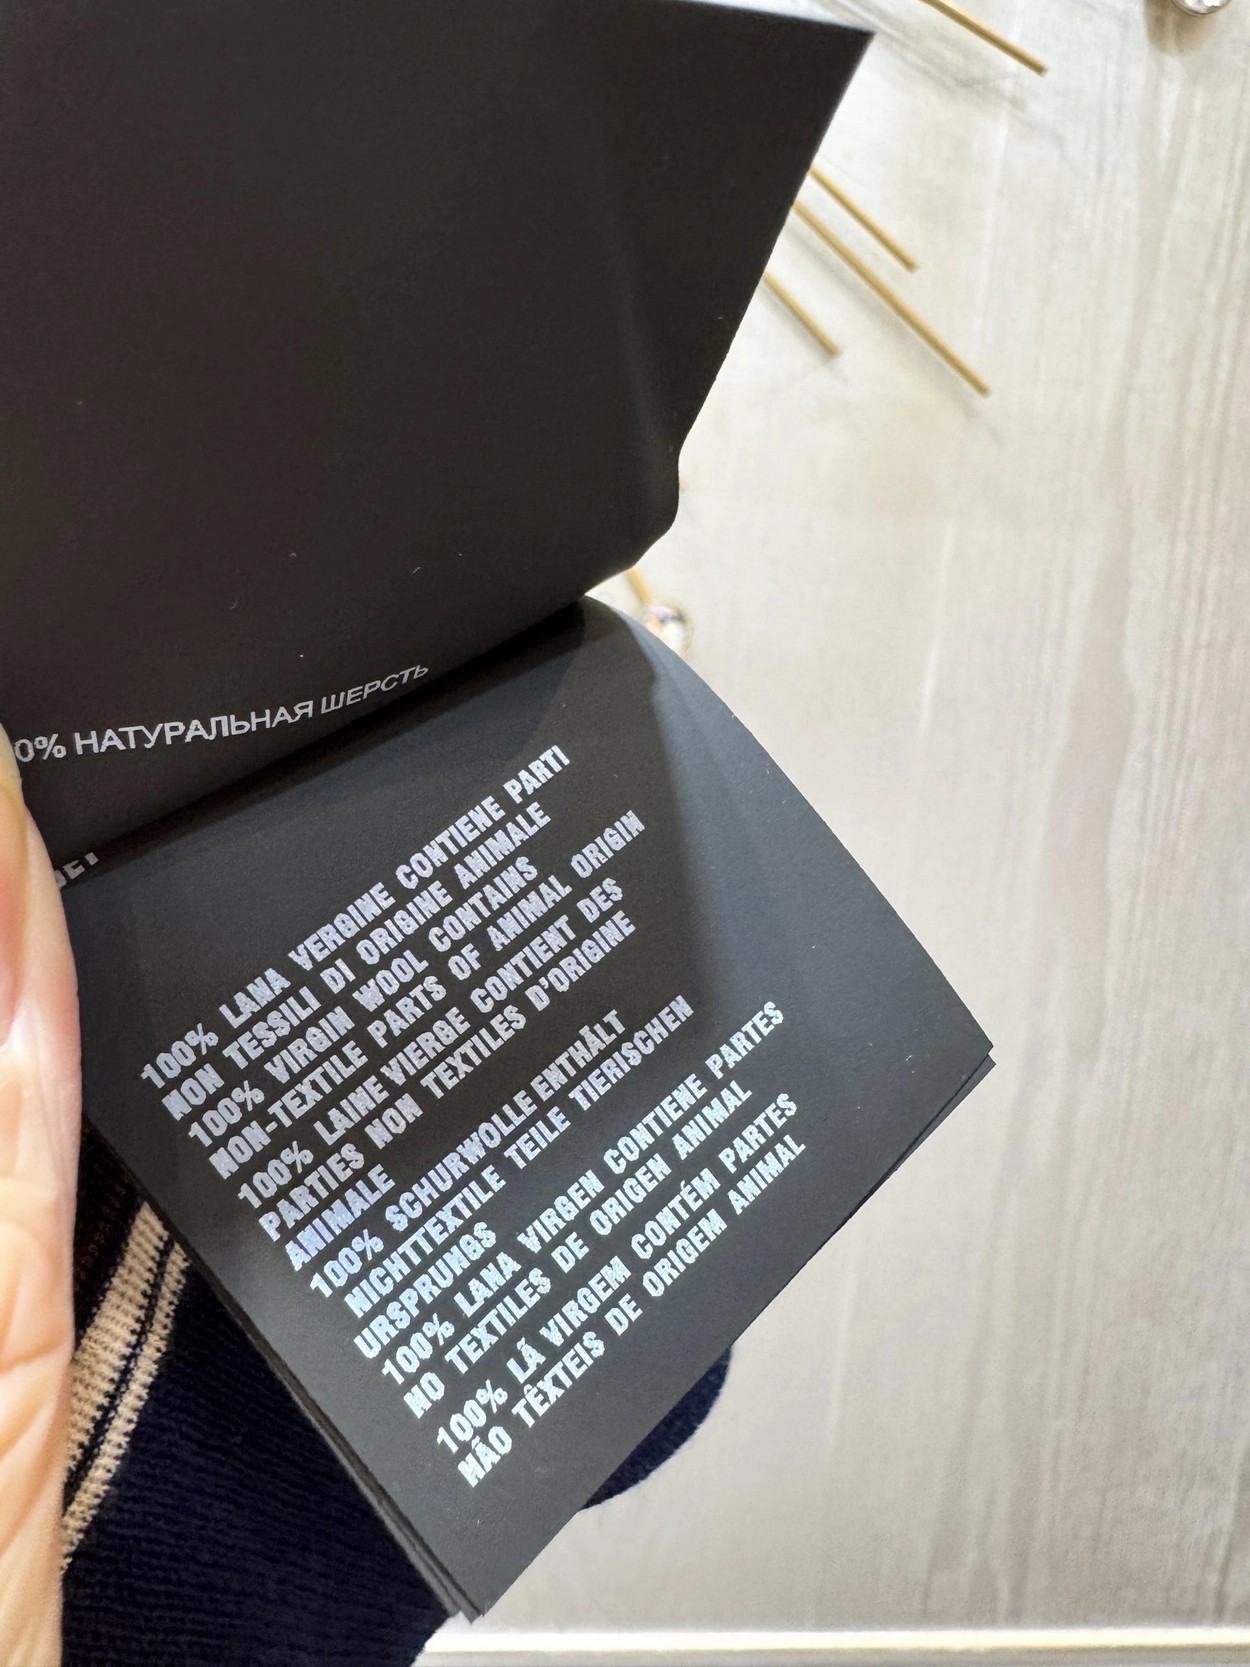 0% НАТУРАЛЬНАЯ ШЕРСТЬ
100% LANA VERGINE CONTIENE PARTI
NON TESSILI DI ORIGINE ANIMALE
100% VIRGIN WOOL CONTAINS
NON-TEXTILE PARTS OF ANIMAL ORIGIN
100% LAINE VIERGE CONTIENT DES
PARTIES NON TEXTILES D'ORIGINE
ANIMALE
100% SCHURWOLLE ENTHÄLT
NICHTTEXTILE TEILE TIERISCHEN
URSPRUNGS
100% LANA VIRGEN CONTIENE PARTES
NO TEXTILES DE ORIGEN ANIMAL
100% LÃ VIRGEM CONTÉM PARTES
NÃO TÊXTEIS DE ORIGEM ANIMAL